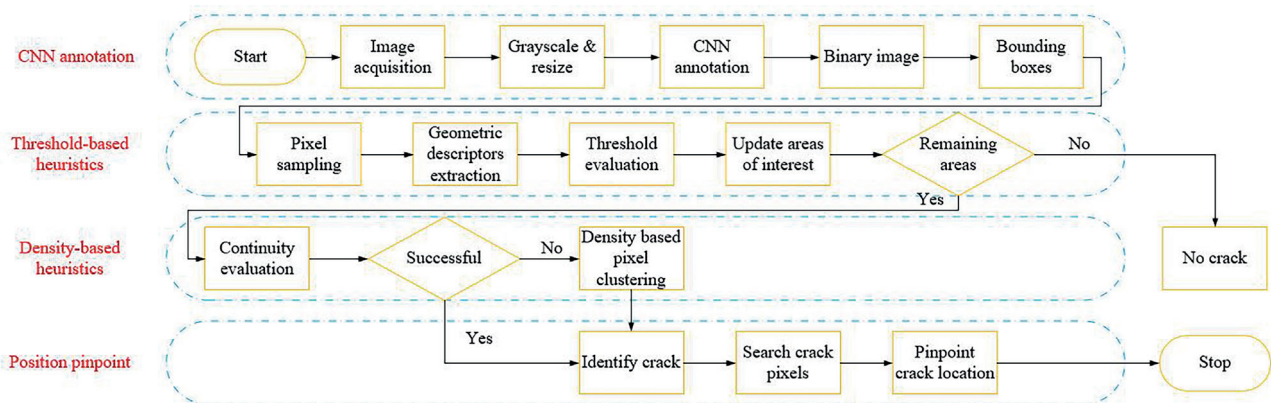 CNN annotation
Start
Image
acquisition
Grayscale &
resize
CNN
annotation
Binary image
Bounding
boxes
Threshold-based
heuristics
Pixel
sampling
Geometric
descriptors
extraction
Threshold
evaluation
Update areas
of interest
Remaining
areas
No
Yes
Density-based
heuristics
Continuity
evaluation
Successful
No
Density based
pixel
clustering
No crack
Yes
Position pinpoint
Identify crack
Search crack
pixels
Pinpoint
crack location
Stop